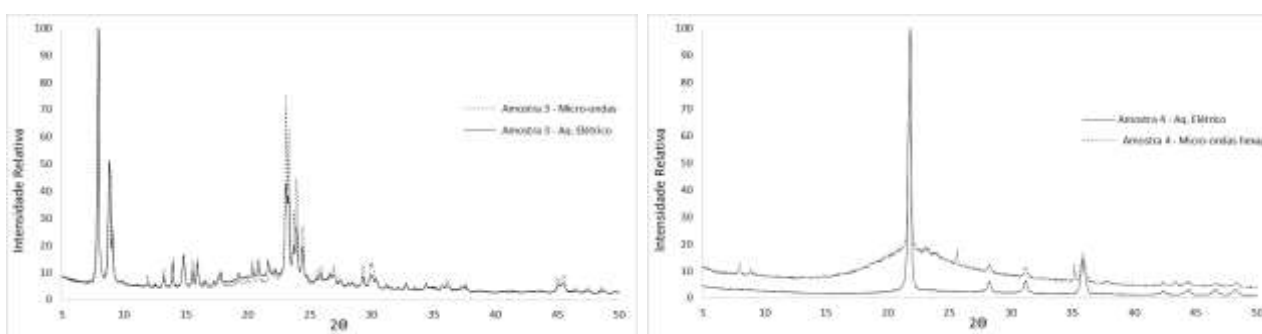 100
90
80
70
60
50
40
30
20
10
0
Intensidade Relativa
Amostra 3 - Micro-ondas
Amostra 3 - Aq. Elétrico
5 10 15 20 25 30 35 40 45 50
2θ
100
90
80
70
60
50
40
30
20
10
0
Intensidade Relativa
Amostra 4 - Aq. Elétrico
Amostra 4 - Micro-ondas
5 10 15 20 25 30 35 40 45 50
2θ